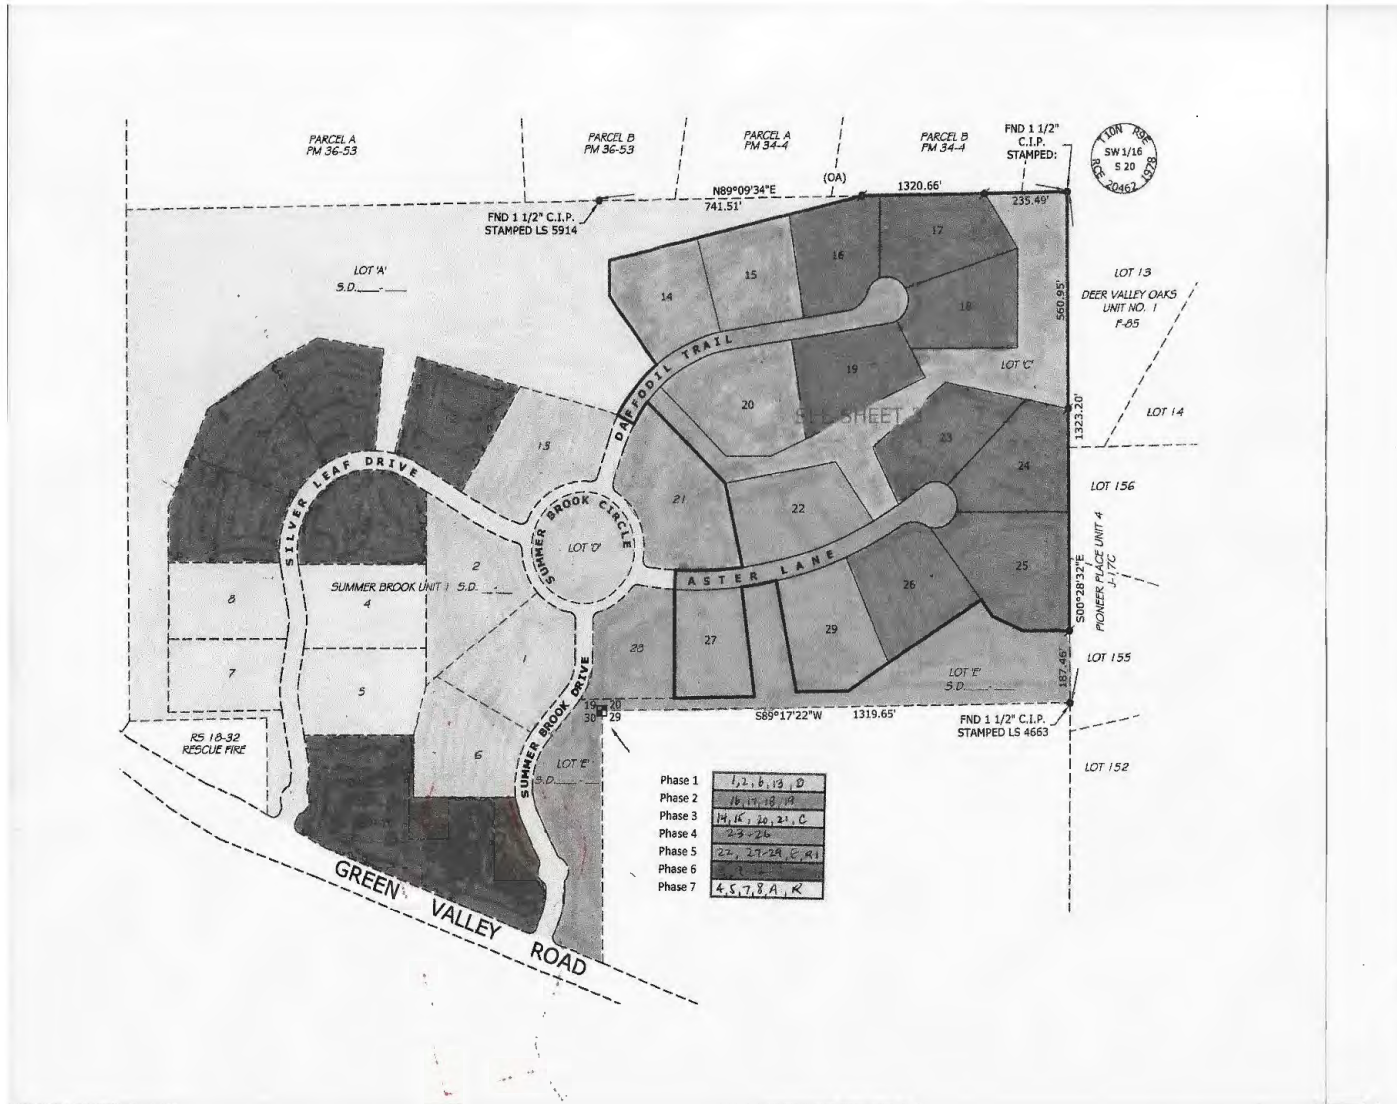 PARCEL A
PM 36-53
PARCEL B
PM 36-53
PARCEL A
PM 34-4
PARCEL B
PM 34-4
FND 1 1/2"
C.I.P.
STAMPED:
T10N R9E
SW 1/16
S 20
RCE 20462 1978
(OA)
N89°09'34"E
1320.66'
741.51'
235.49'
FND 1 1/2" C.I.P.
STAMPED LS 5914
LOT 'A'
S.D.___-___
14
15
16
17
18
19
20
21
22
23
24
25
26
27
28
29
LOT 'C'
560.95'
1323.20'
LOT 13
DEER VALLEY OAKS
UNIT NO. 1
F-85
LOT 14
SEE SHEET 3
DAFFODIL TRAIL
SILVER LEAF DRIVE
SUMMER BROOK CIRCLE
LOT 'D'
ASTER LANE
13
2
SUMMER BROOK UNIT 1 S.D. ___-___
8
4
7
5
1
6
LOT 156
PIONEER PLACE UNIT 4
J-17C
S00°28'32"E
187.46'
LOT 155
LOT 'F'
S.D.___-___
SUMMER BROOK DRIVE
19 20
30 29
S89°17'22"W
1319.65'
FND 1 1/2" C.I.P.
STAMPED LS 4663
LOT 152
RS 18-32
RESCUE FIRE
LOT 'E'
S.D.___-___
Phase 1 1, 2, 6, 13, D
Phase 2 16, 17, 18, 19
Phase 3 14, 15, 20, 21, C
Phase 4 23-26
Phase 5 22, 27-29, E, R1
Phase 6
Phase 7 4, 5, 7, 8, A, R
GREEN VALLEY ROAD